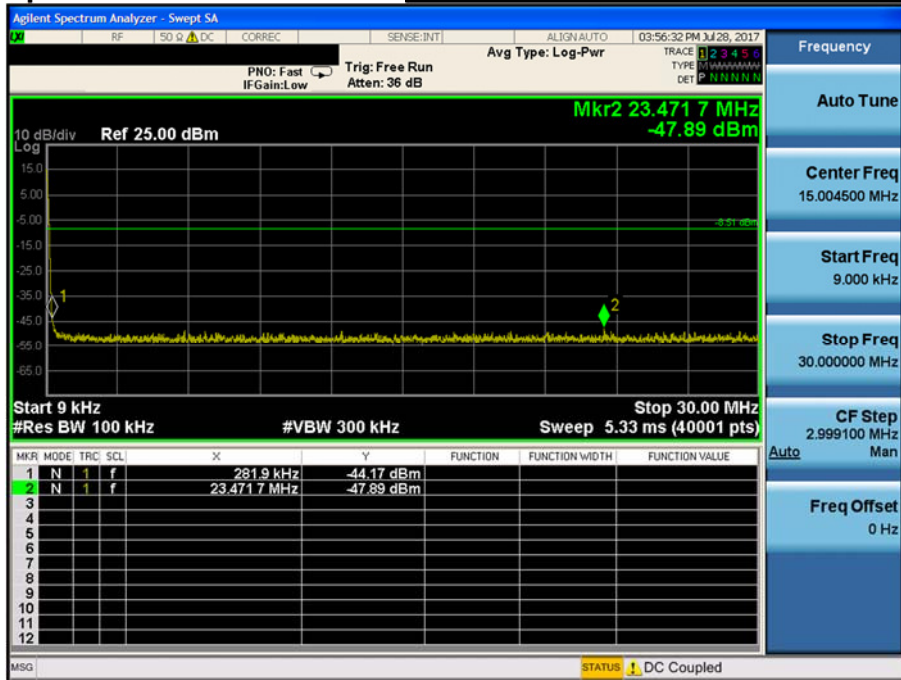 Agilent Spectrum Analyzer - Swept SA
LXI RF 50 Ω DC CORREC SENSE:INT ALIGN AUTO 03:56:32 PM Jul 28, 2017
Avg Type: Log-Pwr
TRACE 1 2 3 4 5 6
TYPE M WWWWW
DET P N N N N N
PNO: Fast Trig: Free Run
IFGain:Low Atten: 36 dB
Mkr2 23.471 7 MHz
-47.89 dBm
10 dB/div Ref 25.00 dBm
Log
15.0
5.00
-5.00
-8.51 dBm
-15.0
-25.0
-35.0
1
2
-45.0
-55.0
-65.0
Start 9 kHz Stop 30.00 MHz
#Res BW 100 kHz #VBW 300 kHz Sweep 5.33 ms (40001 pts)
MKR MODE TRC SCL X Y FUNCTION FUNCTION WIDTH FUNCTION VALUE
1 N 1 f 281.9 kHz -44.17 dBm
2 N 1 f 23.471 7 MHz -47.89 dBm
3
4
5
6
7
8
9
10
11
12
MSG STATUS DC Coupled
Frequency
Auto Tune
Center Freq
15.004500 MHz
Start Freq
9.000 kHz
Stop Freq
30.000000 MHz
CF Step
2.999100 MHz
Auto Man
Freq Offset
0 Hz